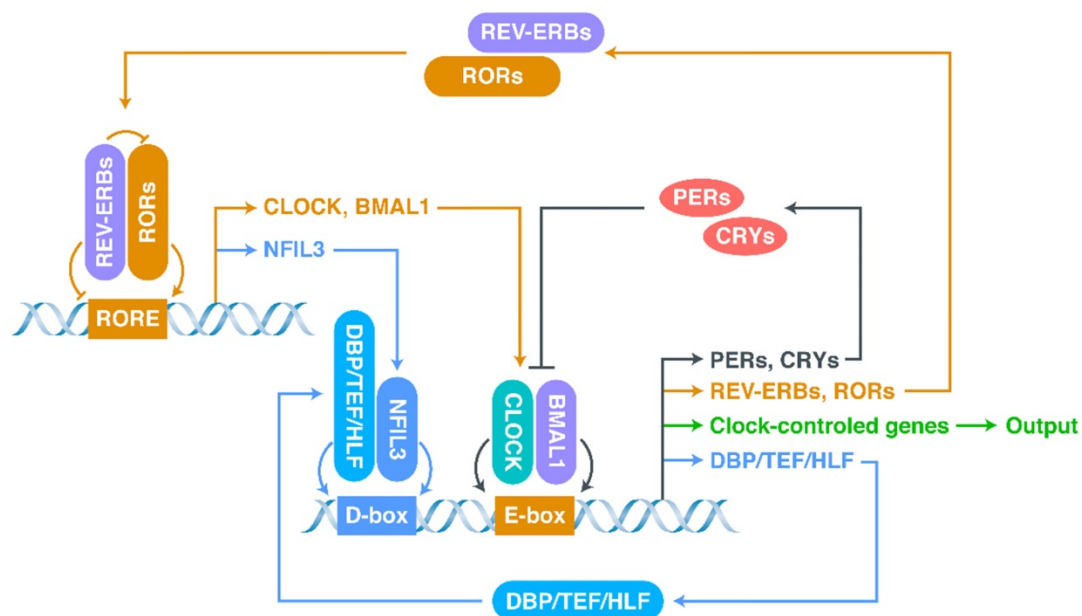 REV-ERBs
RORs
REV-ERBs
RORs
CLOCK, BMAL1
NFIL3
RORE
PERs
CRYs
DBP/TEF/HLF
NFIL3
CLOCK
BMAL1
PERs, CRYs
REV-ERBs, RORs
Clock-controled genes
Output
DBP/TEF/HLF
D-box
E-box
DBP/TEF/HLF